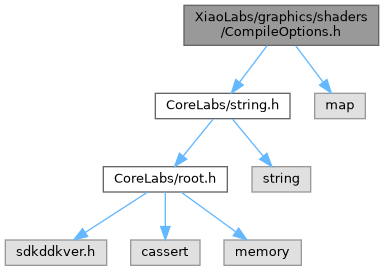 XiaoLabs/graphics/shaders
/CompileOptions.h
CoreLabs/string.h
map
CoreLabs/root.h
string
sdkddkver.h
cassert
memory